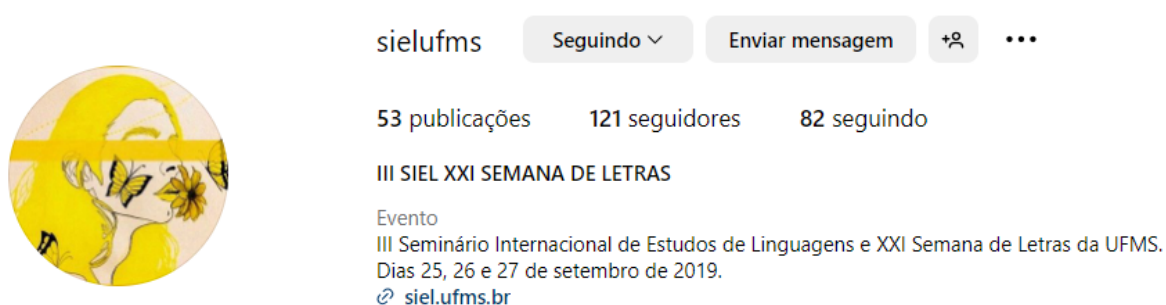 sielufms Seguindo Enviar mensagem
53 publicações 121 seguidores 82 seguindo
III SIEL XXI SEMANA DE LETRAS
Evento
III Seminário Internacional de Estudos de Linguagens e XXI Semana de Letras da UFMS.
Dias 25, 26 e 27 de setembro de 2019.
siel.ufms.br